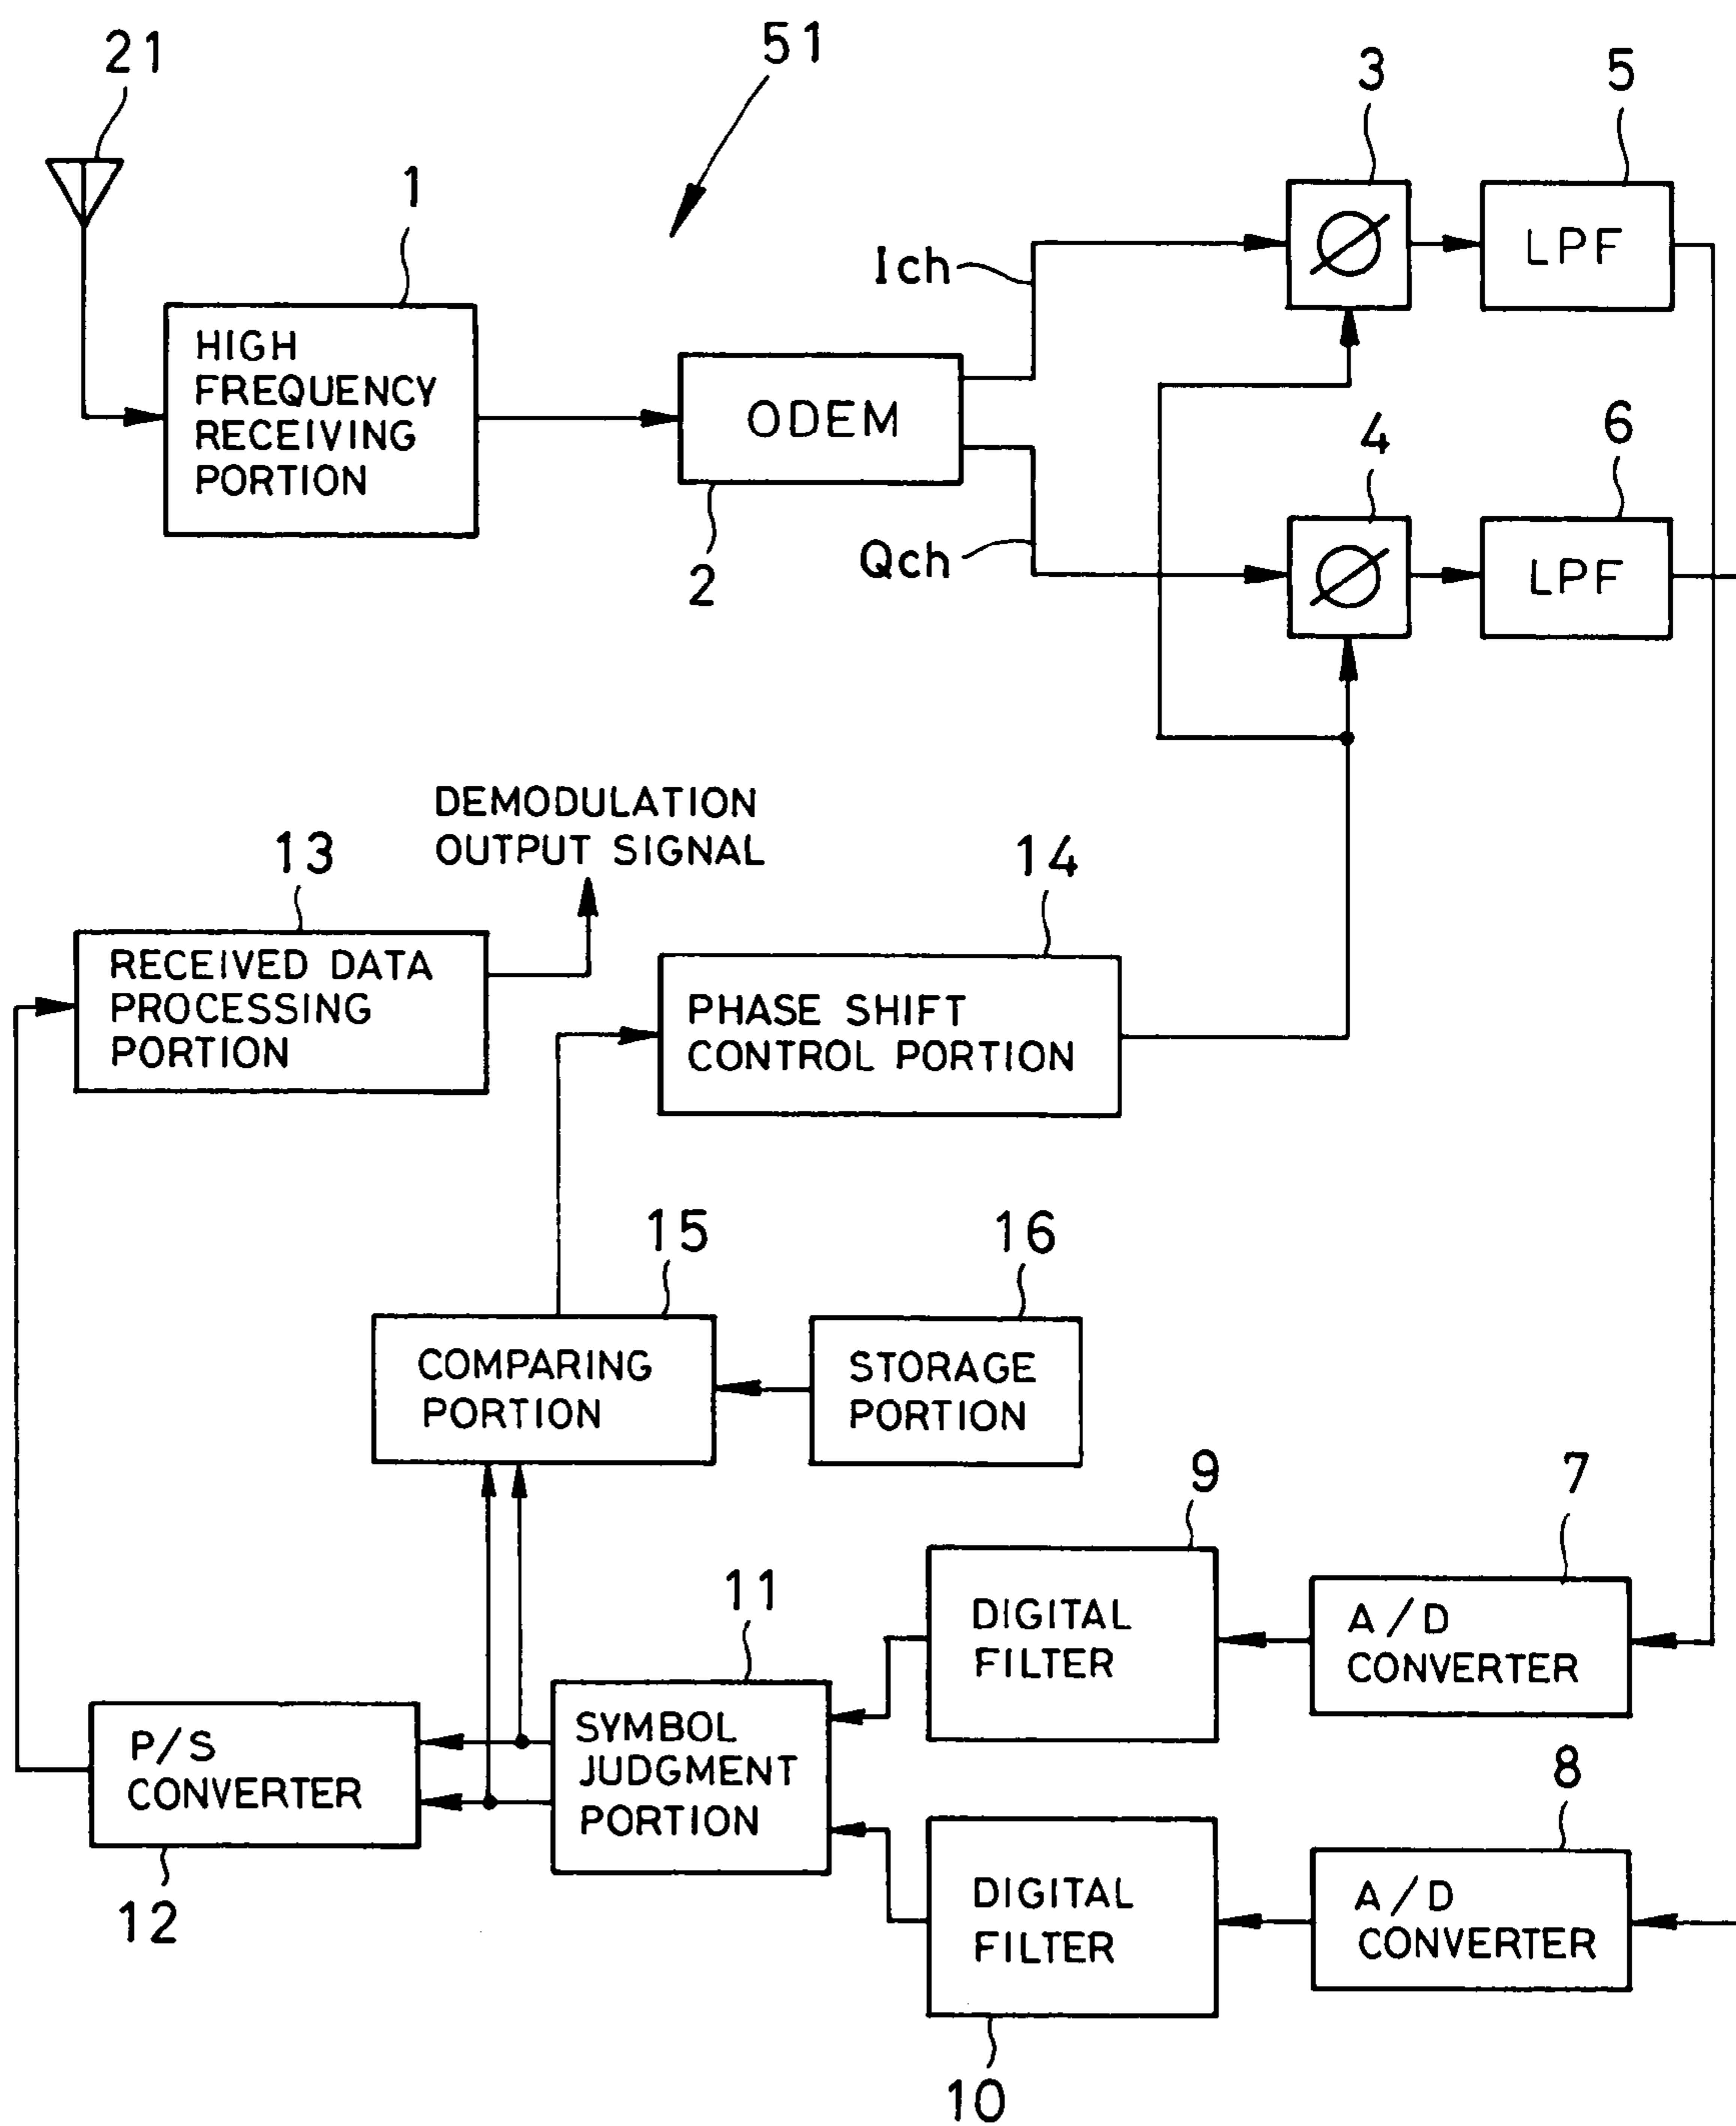 21
51
3
5
1
Ich
LPF
HIGH
FREQUENCY
RECEIVING
PORTION
ODEM
4
6
Qch
2
LPF
DEMODULATION
OUTPUT SIGNAL
13
14
RECEIVED DATA
PROCESSING
PORTION
PHASE SHIFT
CONTROL PORTION
15
16
COMPARING
PORTION
STORAGE
PORTION
9
7
11
DIGITAL
FILTER
A/D
CONVERTER
P/S
CONVERTER
SYMBOL
JUDGMENT
PORTION
8
12
DIGITAL
FILTER
A/D
CONVERTER
10